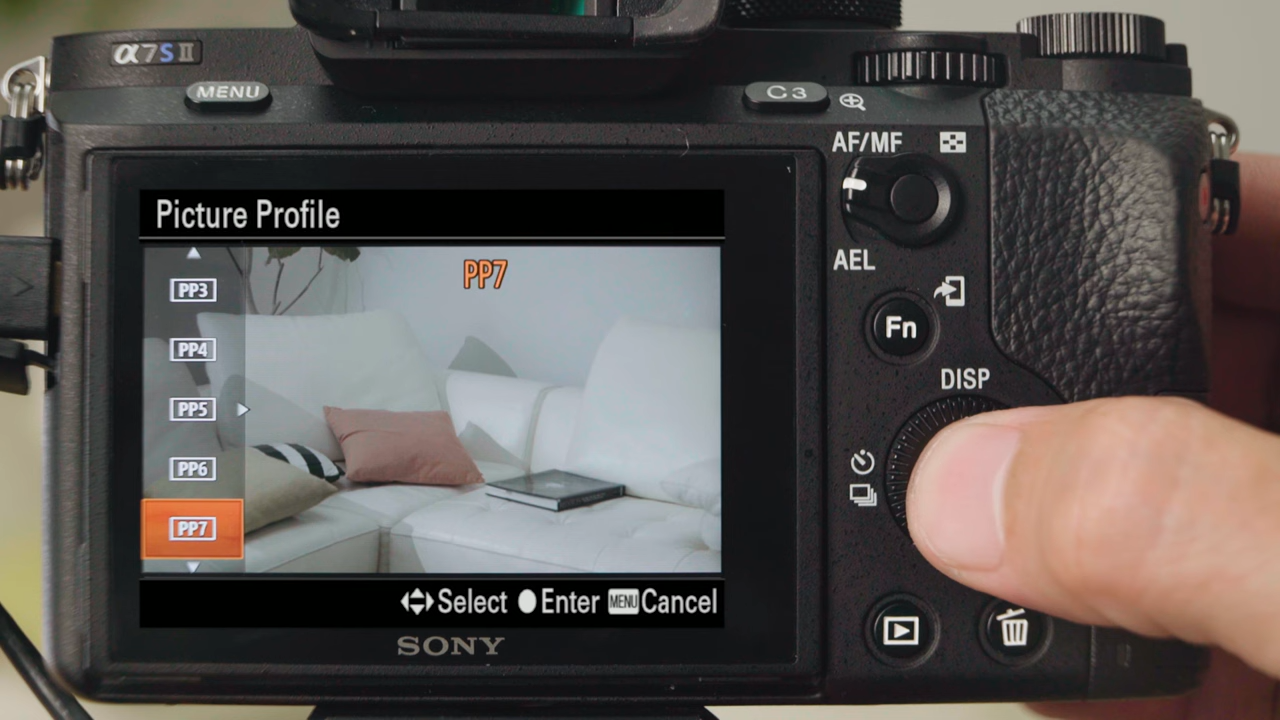 α7SII
MENU
C3
AF/MF
Picture Profile
PP7
PP3
PP4
PP5
PP6
PP7
AEL
Fn
DISP
Select Enter MENU Cancel
SONY